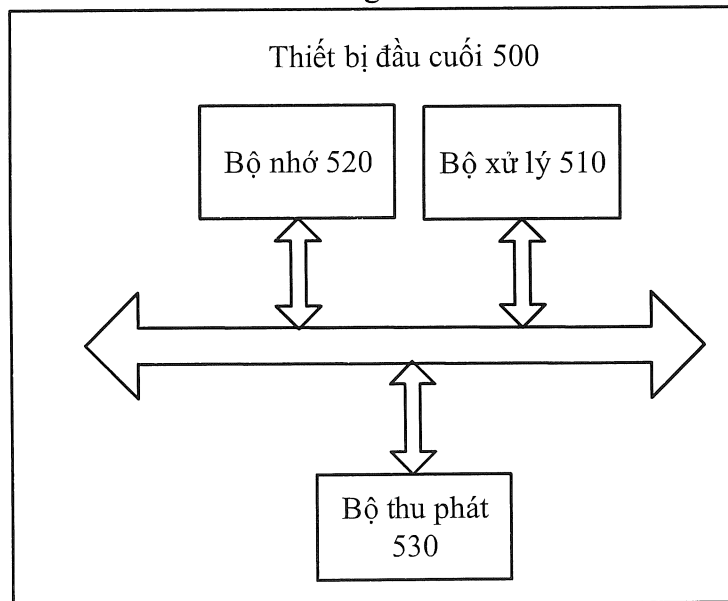 Thiết bị đầu cuối 500
Bộ nhớ 520
Bộ xử lý 510
Bộ thu phát
530